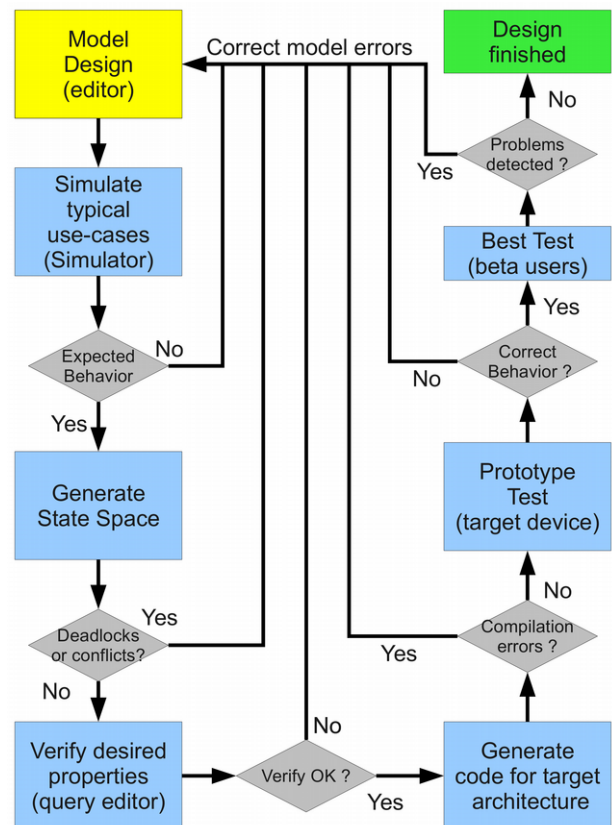 Model
Design
(editor)
Correct model errors
Design
finished
No
Problems
detected ?
Yes
Simulate
typical
use-cases
(Simulator)
Best Test
(beta users)
Yes
Expected
Behavior
No
Correct
Behavior ?
No
Yes
Generate
State Space
Prototype
Test
(target device)
No
Deadlocks
or conflicts?
Yes
Compilation
errors ?
Yes
No
Verify desired
properties
(query editor)
No
Verify OK ?
Yes
Generate
code for target
architecture